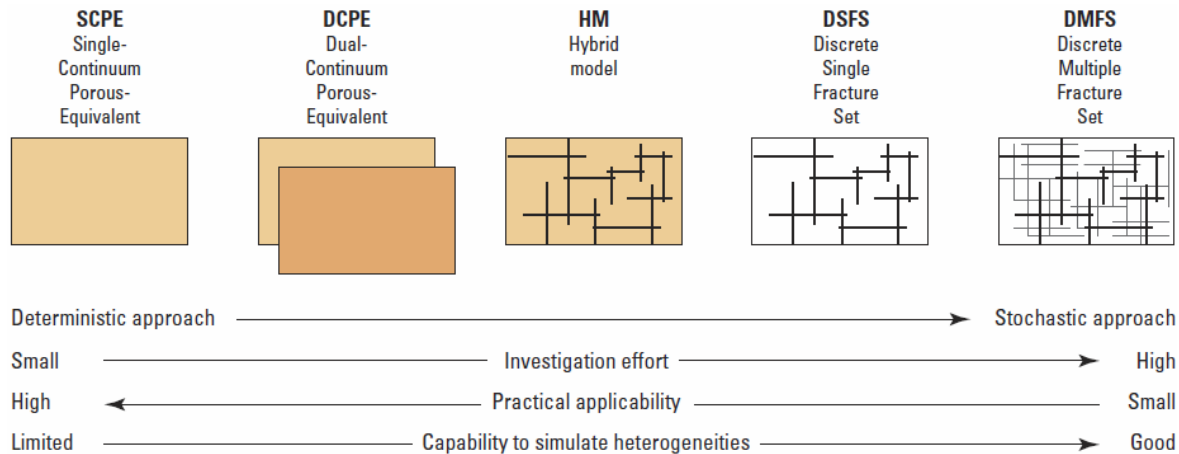 SCPE
Single-
Continuum
Porous-
Equivalent
DCPE
Dual-
Continuum
Porous-
Equivalent
HM
Hybrid
model
DSFS
Discrete
Single
Fracture
Set
DMFS
Discrete
Multiple
Fracture
Set
Deterministic approach Stochastic approach
Small Investigation effort High
High Practical applicability Small
Limited Capability to simulate heterogeneities Good